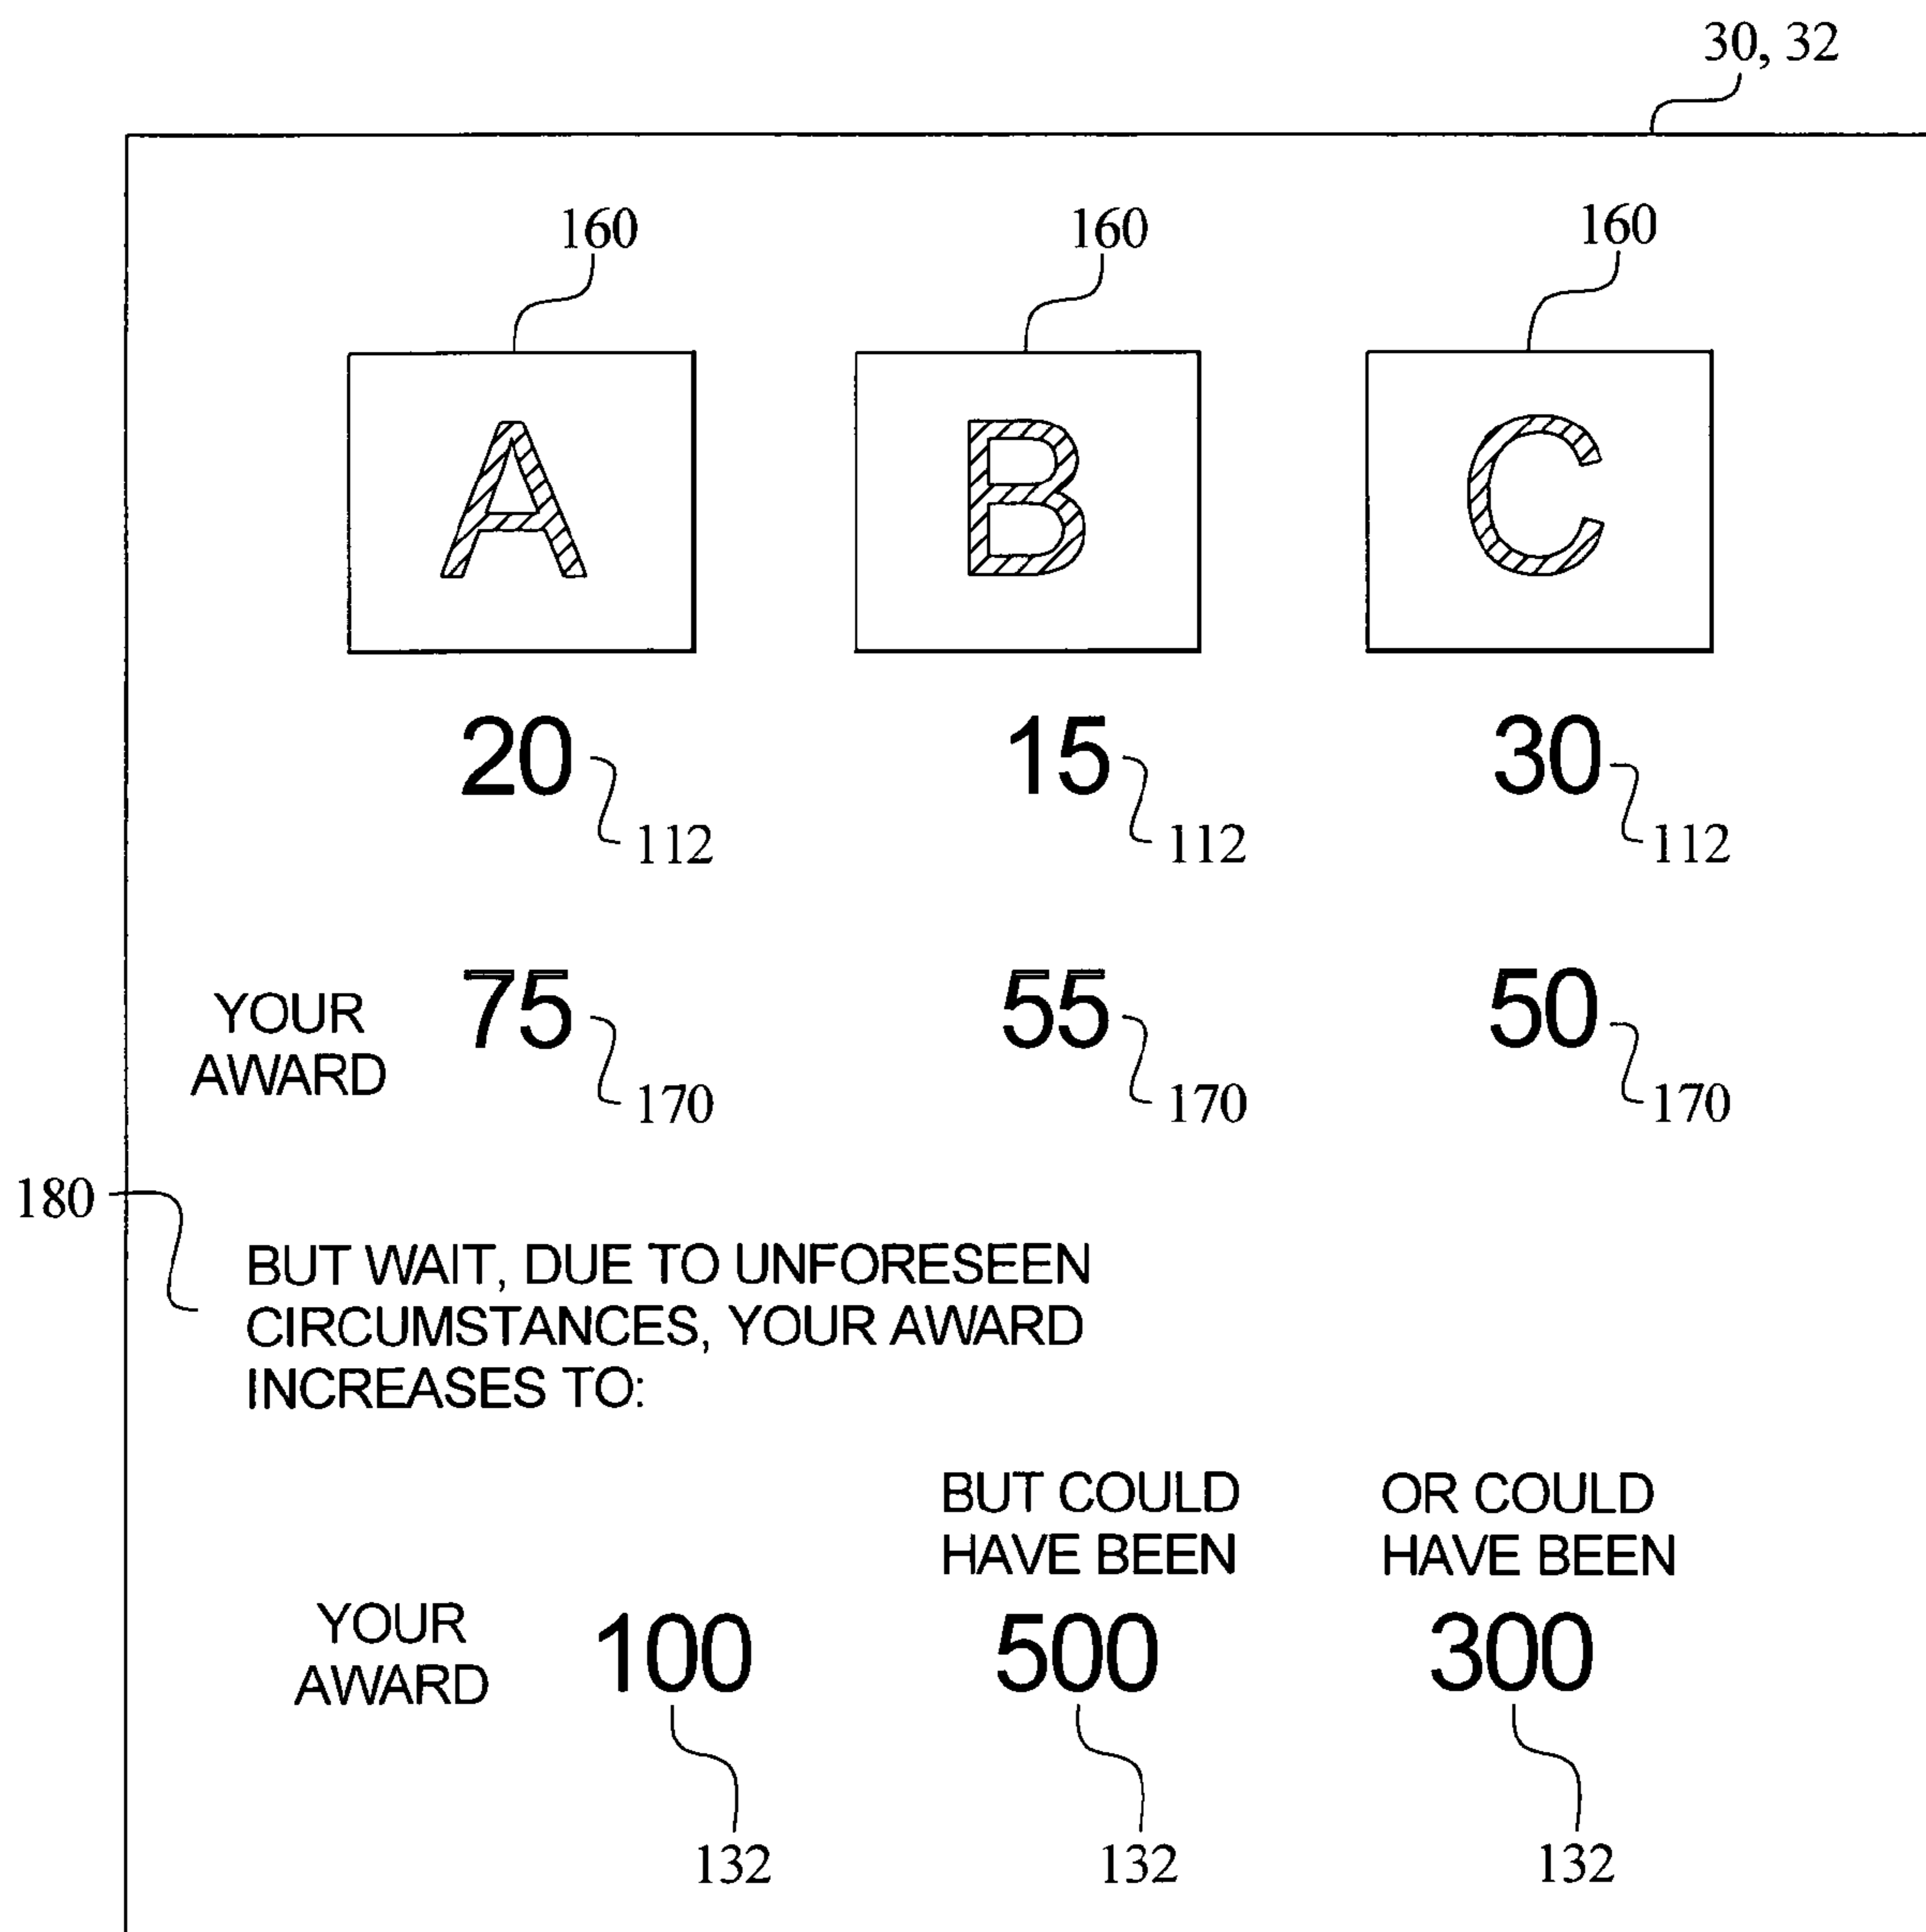 30, 32
160 160 160
A B C
20 15 30
112 112 112
YOUR
AWARD
75 55 50
170 170 170
180
BUT WAIT, DUE TO UNFORESEEN
CIRCUMSTANCES, YOUR AWARD
INCREASES TO:
BUT COULD
HAVE BEEN
OR COULD
HAVE BEEN
YOUR
AWARD
100 500 300
132 132 132